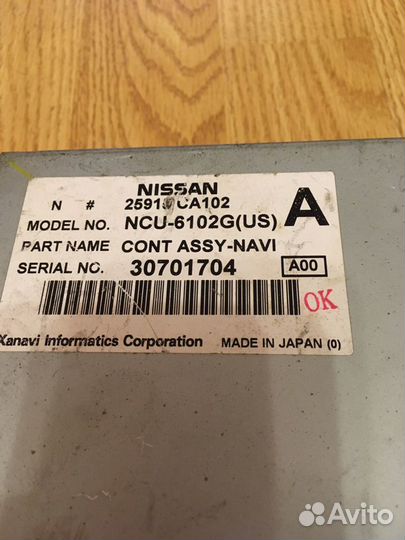 NISSAN
N # 25915 CA102
A
MODEL NO. NCU-6102G(US)
PART NAME CONT ASSY-NAVI
SERIAL NO. 30701704
A00
OK
Xanavi Informatics Corporation MADE IN JAPAN (0)
Avito